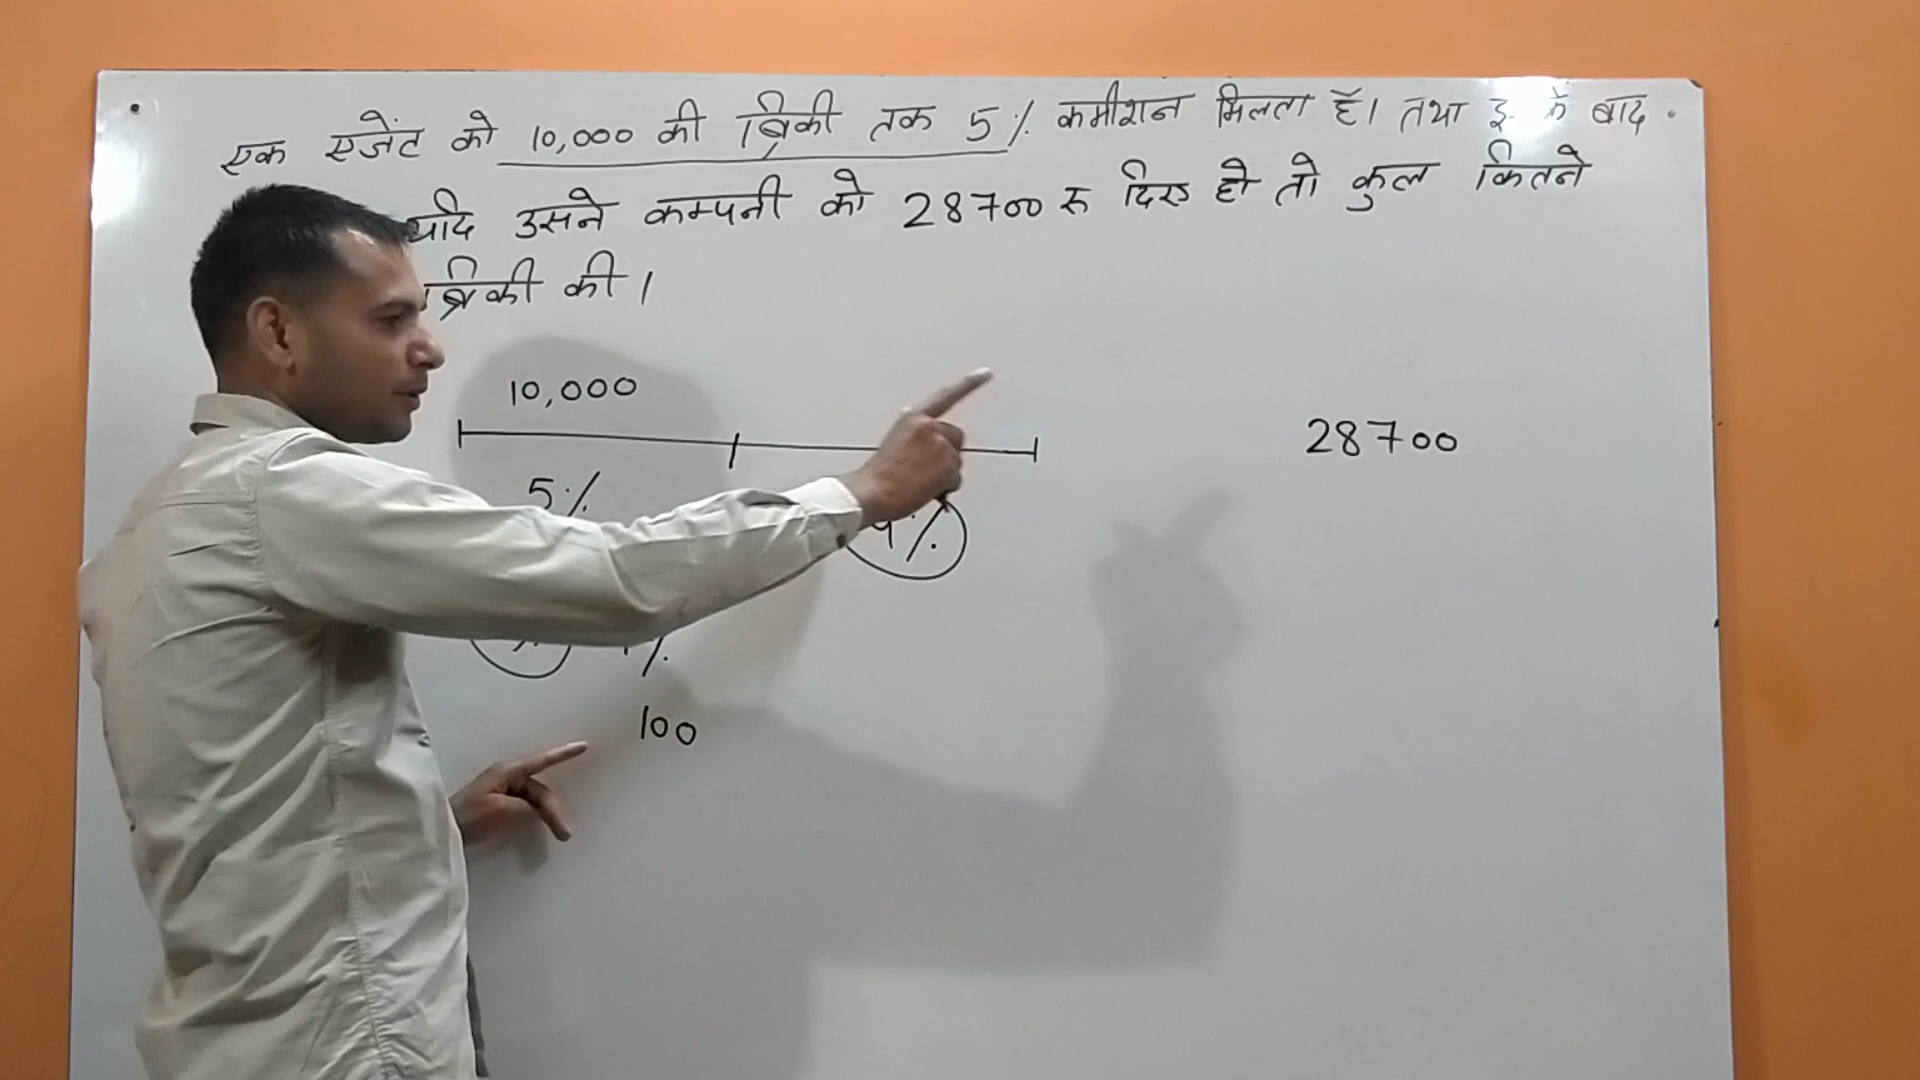 एक एजेंट को 10,000 की बिक्री तक 5% कमीशन मिलता है। तथा के बाद
यदि उसने कम्पनी को 28700 रु दिए हो तो कुल कितने
बिक्री की।
10,000
28700
5%
4%
%
100